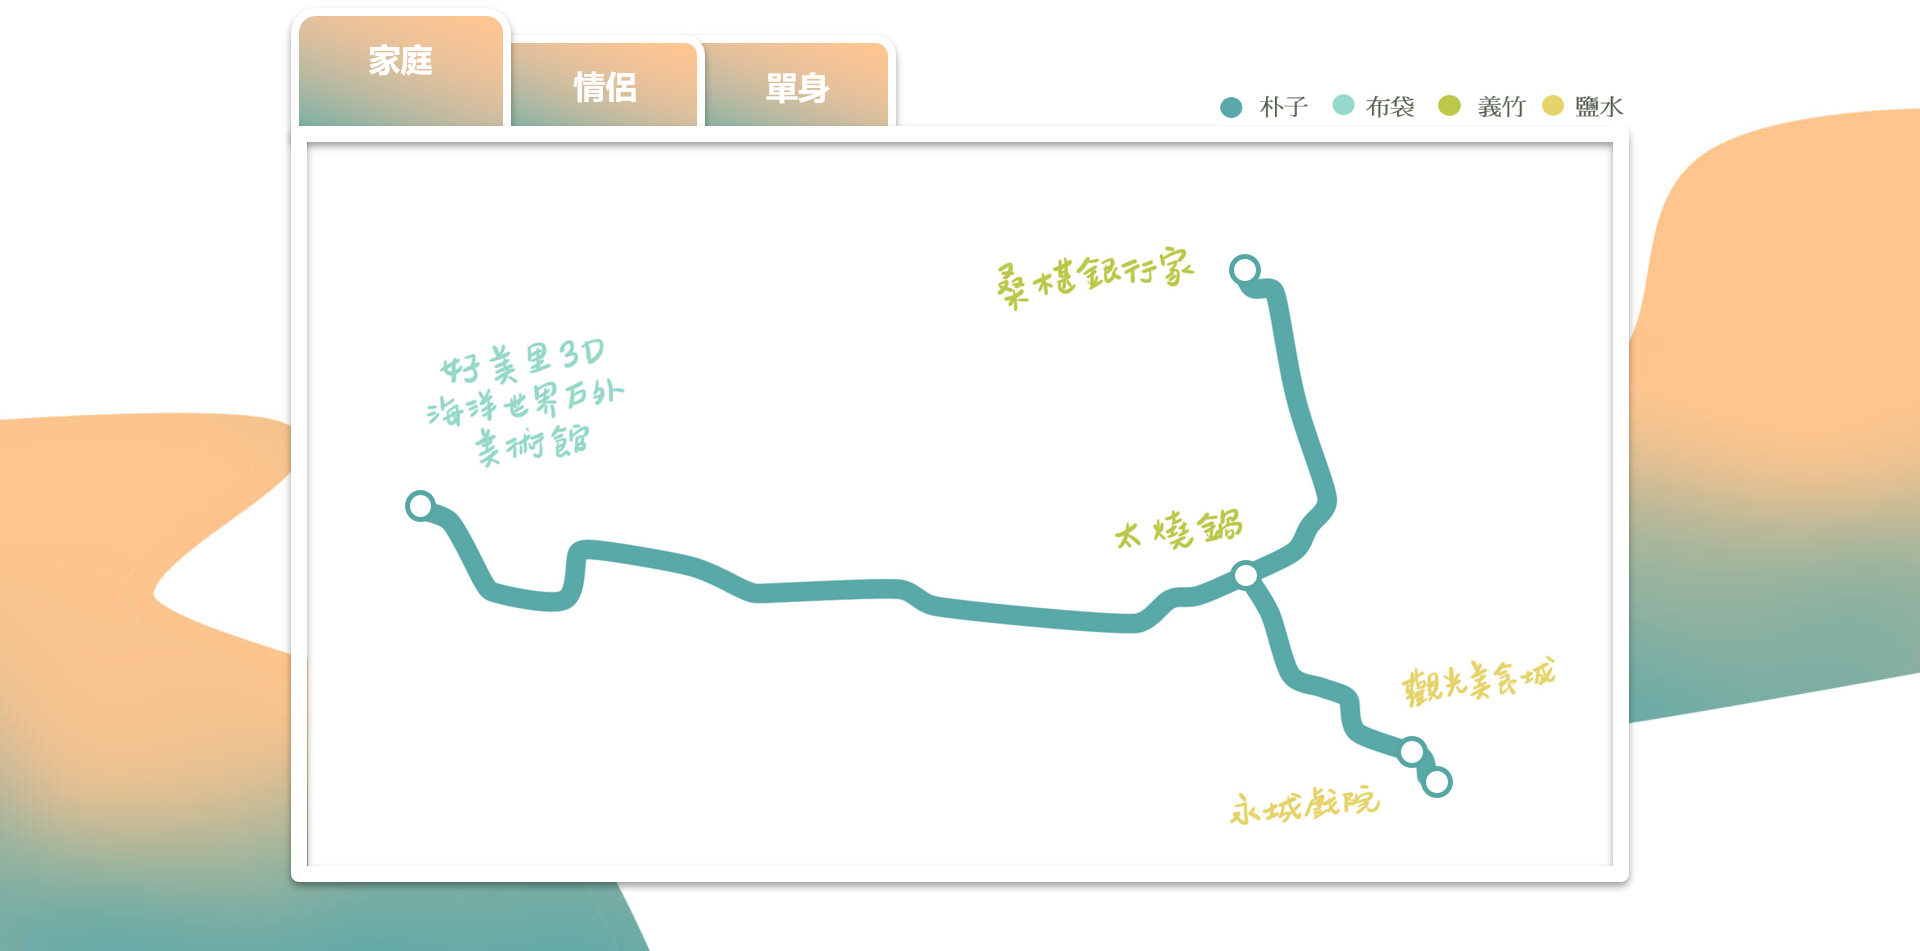 家庭
情侶
單身
朴子
布袋
義竹
鹽水
桑椹銀行家
好美里3D
海洋世界戶外
美術館
太燒鍋
觀光美食城
永成戲院